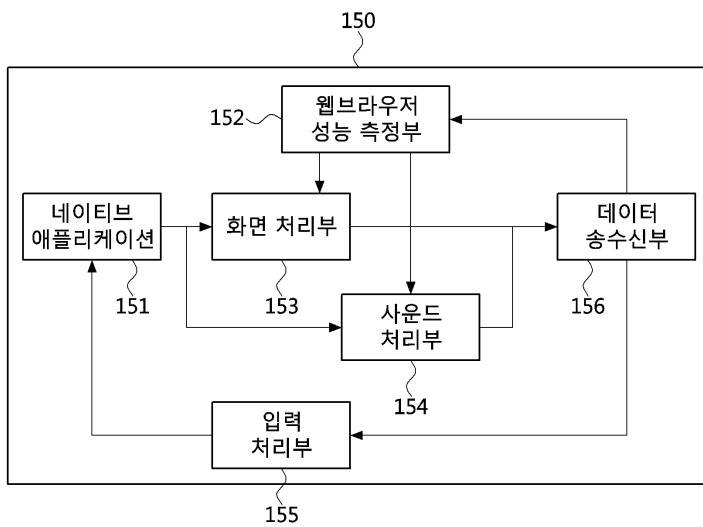 150
152
웹브라우저
성능 측정부
네이티브
애플리케이션
151
화면 처리부
153
데이터
송수신부
156
사운드
처리부
154
입력
처리부
155